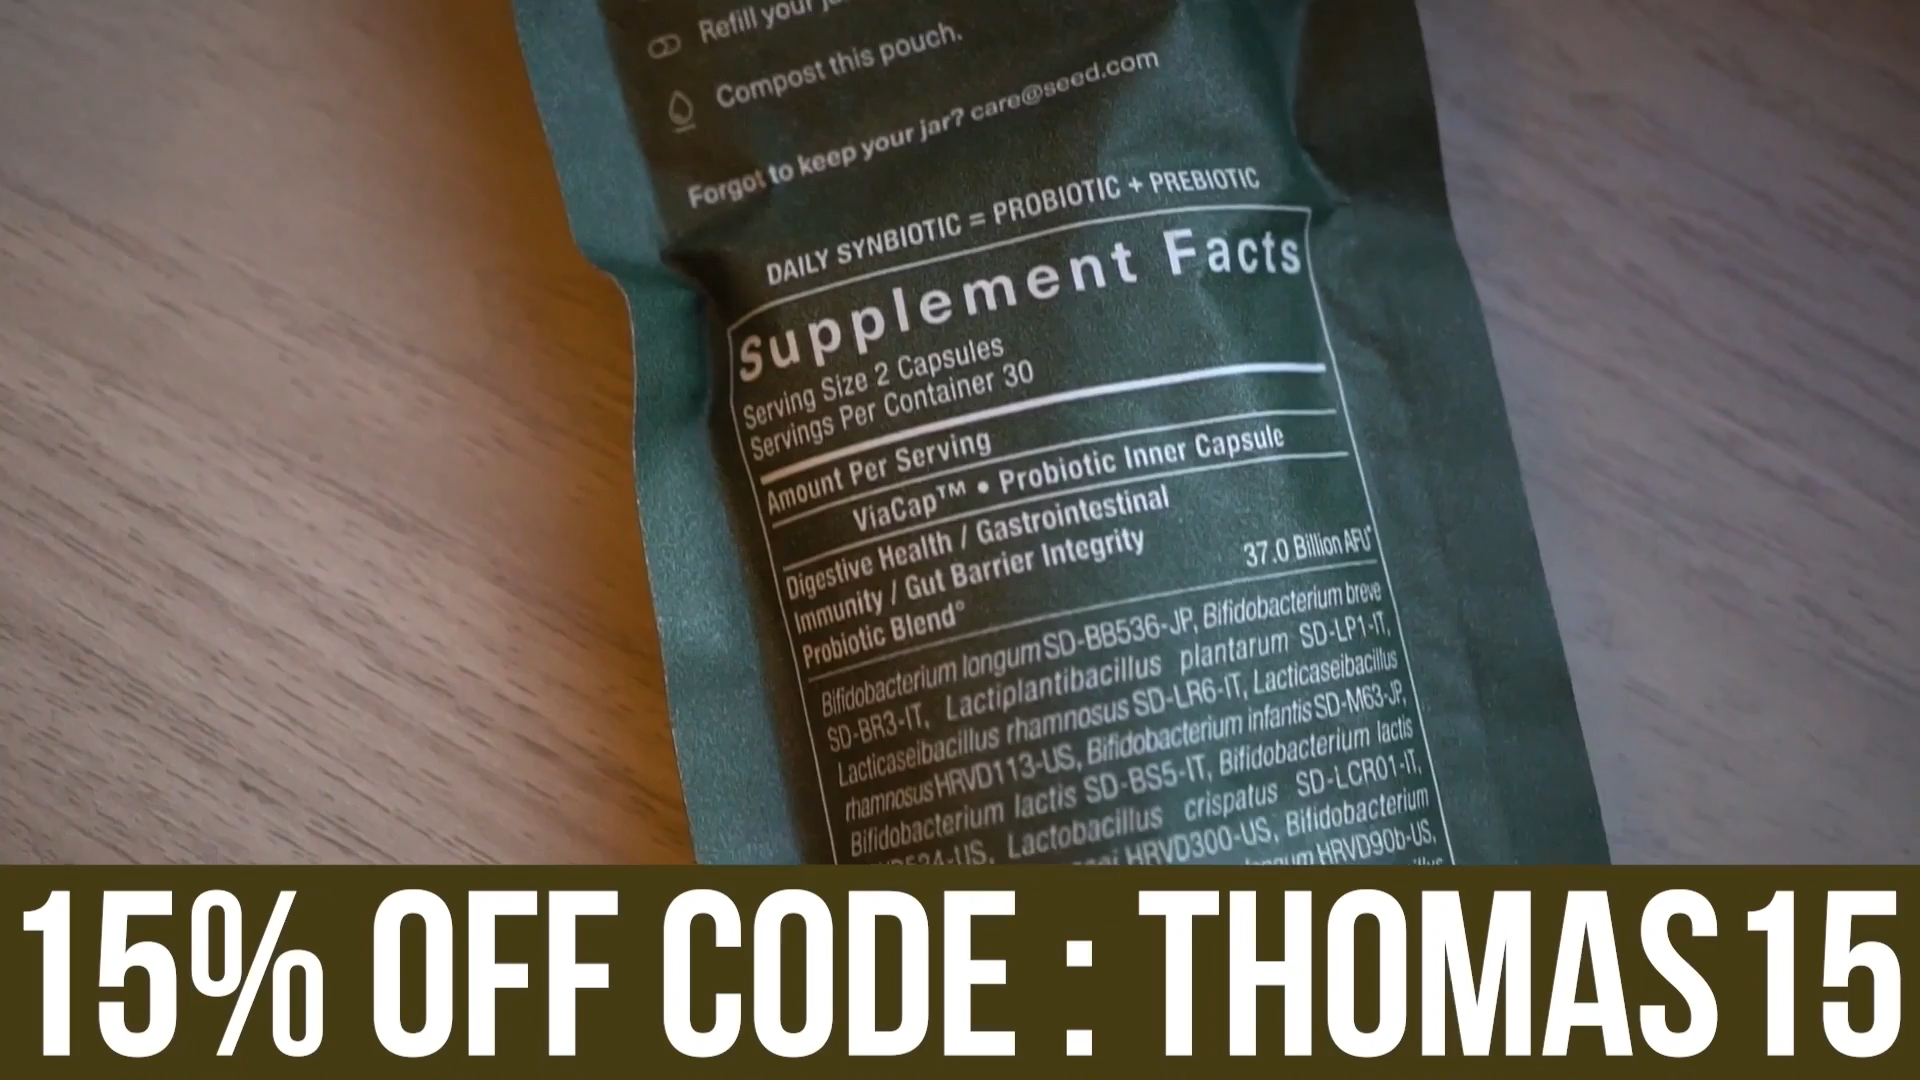 Refill your
Compost this pouch.
Forgot to keep your jar? care@seed.com
DAILY SYNBIOTIC = PROBIOTIC + PREBIOTIC
Supplement Facts
Serving Size 2 Capsules
Servings Per Container 30
Amount Per Serving
ViaCap™ • Probiotic Inner Capsule
Digestive Health / Gastrointestinal
Immunity / Gut Barrier Integrity
Probiotic Blend°
37.0 Billion AFU*
Bifidobacterium longum SD-BB536-JP, Bifidobacterium breve
SD-BR3-IT, Lactiplantibacillus plantarum SD-LP1-IT,
Lacticaseibacillus rhamnosus SD-LR6-IT, Lacticaseibacillus
rhamnosus HRVD113-US, Bifidobacterium infantis SD-M63-JP,
Bifidobacterium lactis SD-BS5-IT, Bifidobacterium lactis
Lactobacillus crispatus SD-LCR01-IT,
HRVD300-US, Bifidobacterium
HRVD90b-US,
15% OFF CODE : THOMAS15